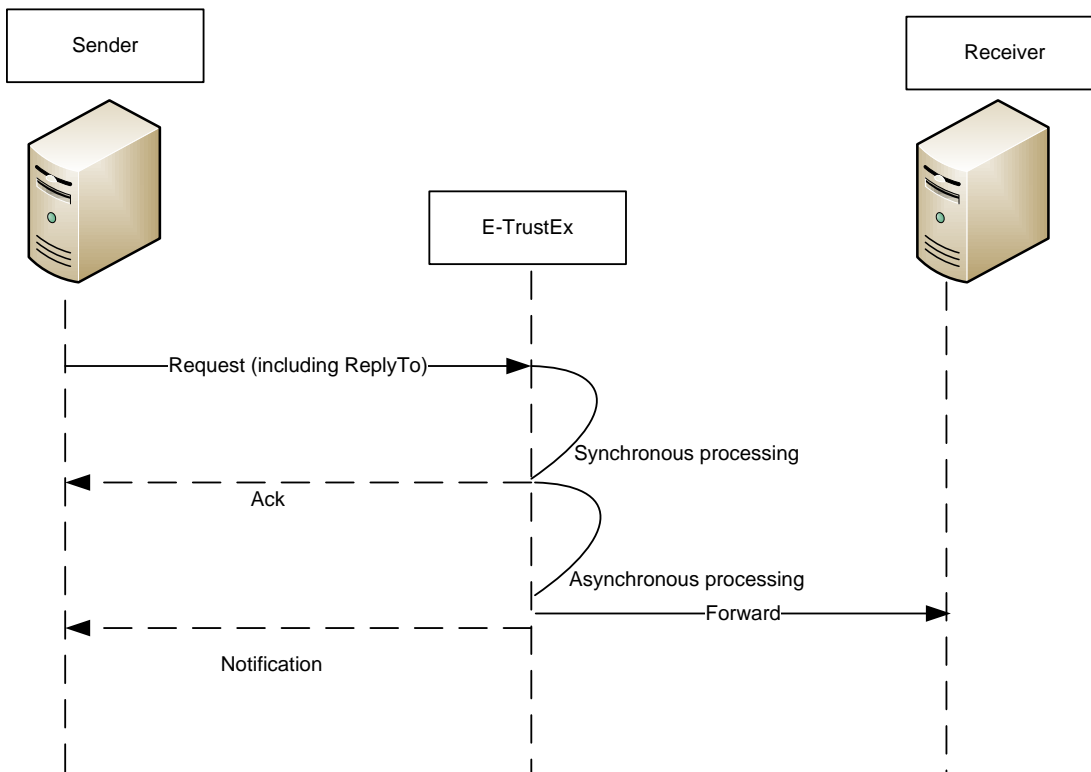 Sender
Receiver
E-TrustEx
Request (including ReplyTo)
Synchronous processing
Ack
Asynchronous processing
Forward
Notification